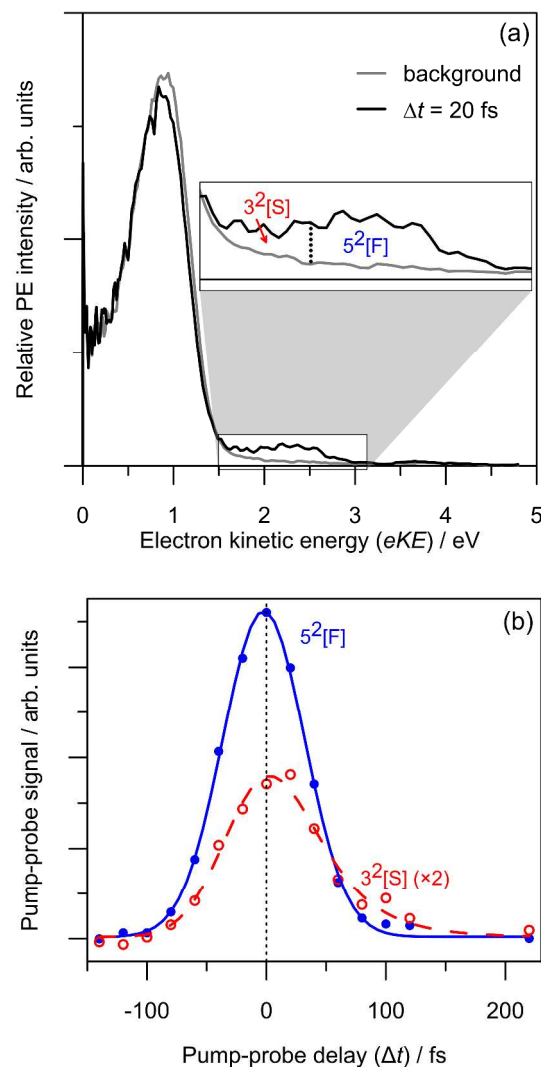 (a)
background
Δt = 20 fs
3²[S]
5²[F]
Relative PE intensity / arb. units
0 1 2 3 4 5
Electron kinetic energy (eKE) / eV
(b)
5²[F]
3²[S] (×2)
Pump-probe signal / arb. units
-100 0 100 200
Pump-probe delay (Δt) / fs